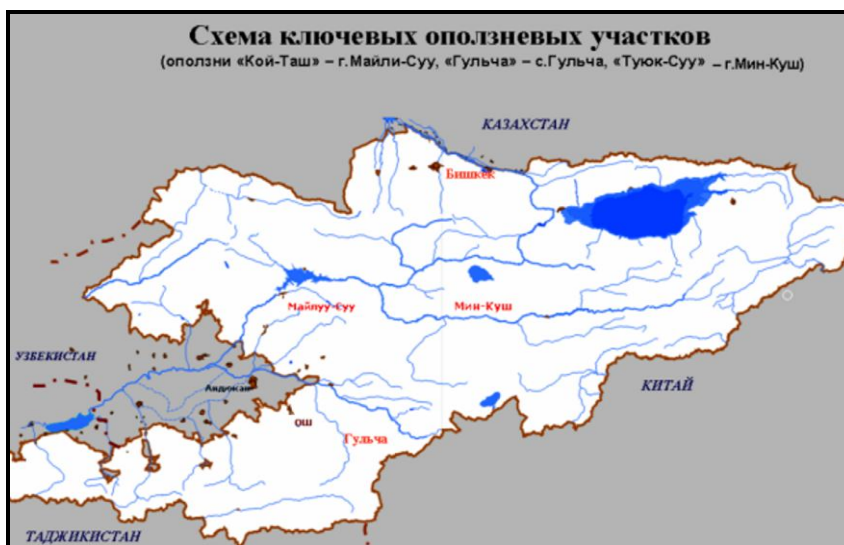 Схема ключевых оползневых участков
(оползни «Кой-Таш» – г.Майли-Суу, «Гульча» – с.Гульча, «Туюк-Суу» – г.Мин-Куш)
КАЗАХСТАН
Бишкек
Майлуу-Суу
Мин-Куш
УЗБЕКИСТАН
Андижан
КИТАЙ
ОШ
Гульча
ТАДЖИКИСТАН